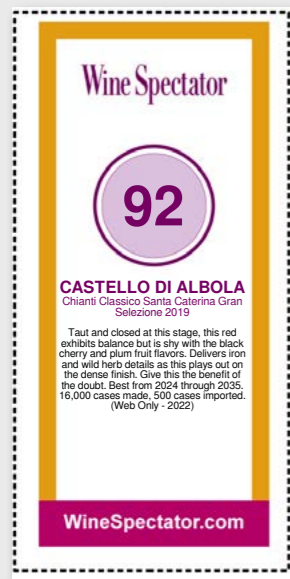 Wine Spectator
92
CASTELLO DI ALBOLA
Chianti Classico Santa Caterina Gran
Selezione 2019
Taut and closed at this stage, this red
exhibits balance but is shy with the black
cherry and plum fruit flavors. Delivers iron
and wild herb details as this plays out on
the dense finish. Give this the benefit of
the doubt. Best from 2024 through 2035.
16,000 cases made, 500 cases imported.
(Web Only - 2022)
WineSpectator.com